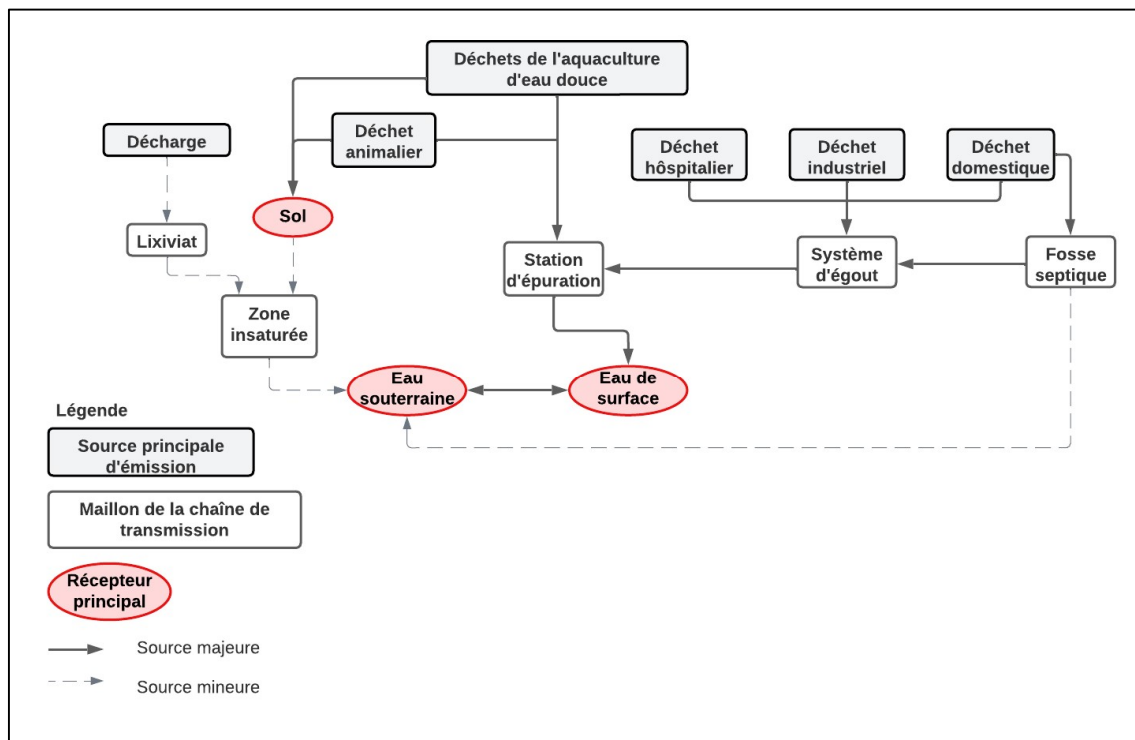 Déchets de l'aquaculture
d'eau douce
Décharge
Déchet
animalier
Déchet
hôspitalier
Déchet
industriel
Déchet
domestique
Sol
Lixiviat
Station
d'épuration
Système
d'égout
Fosse
septique
Zone
insaturée
Eau
souterraine
Eau de
surface
Légende
Source principale
d'émission
Maillon de la chaîne de
transmission
Récepteur
principal
Source majeure
Source mineure